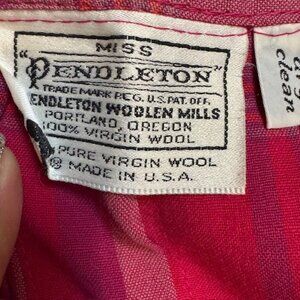 MISS
"PENDLETON"
TRADE MARK REG. U.S. PAT. OFF.
PENDLETON WOOLEN MILLS
PORTLAND, OREGON
100% VIRGIN WOOL
PURE VIRGIN WOOL
® MADE IN U.S.A.
clean